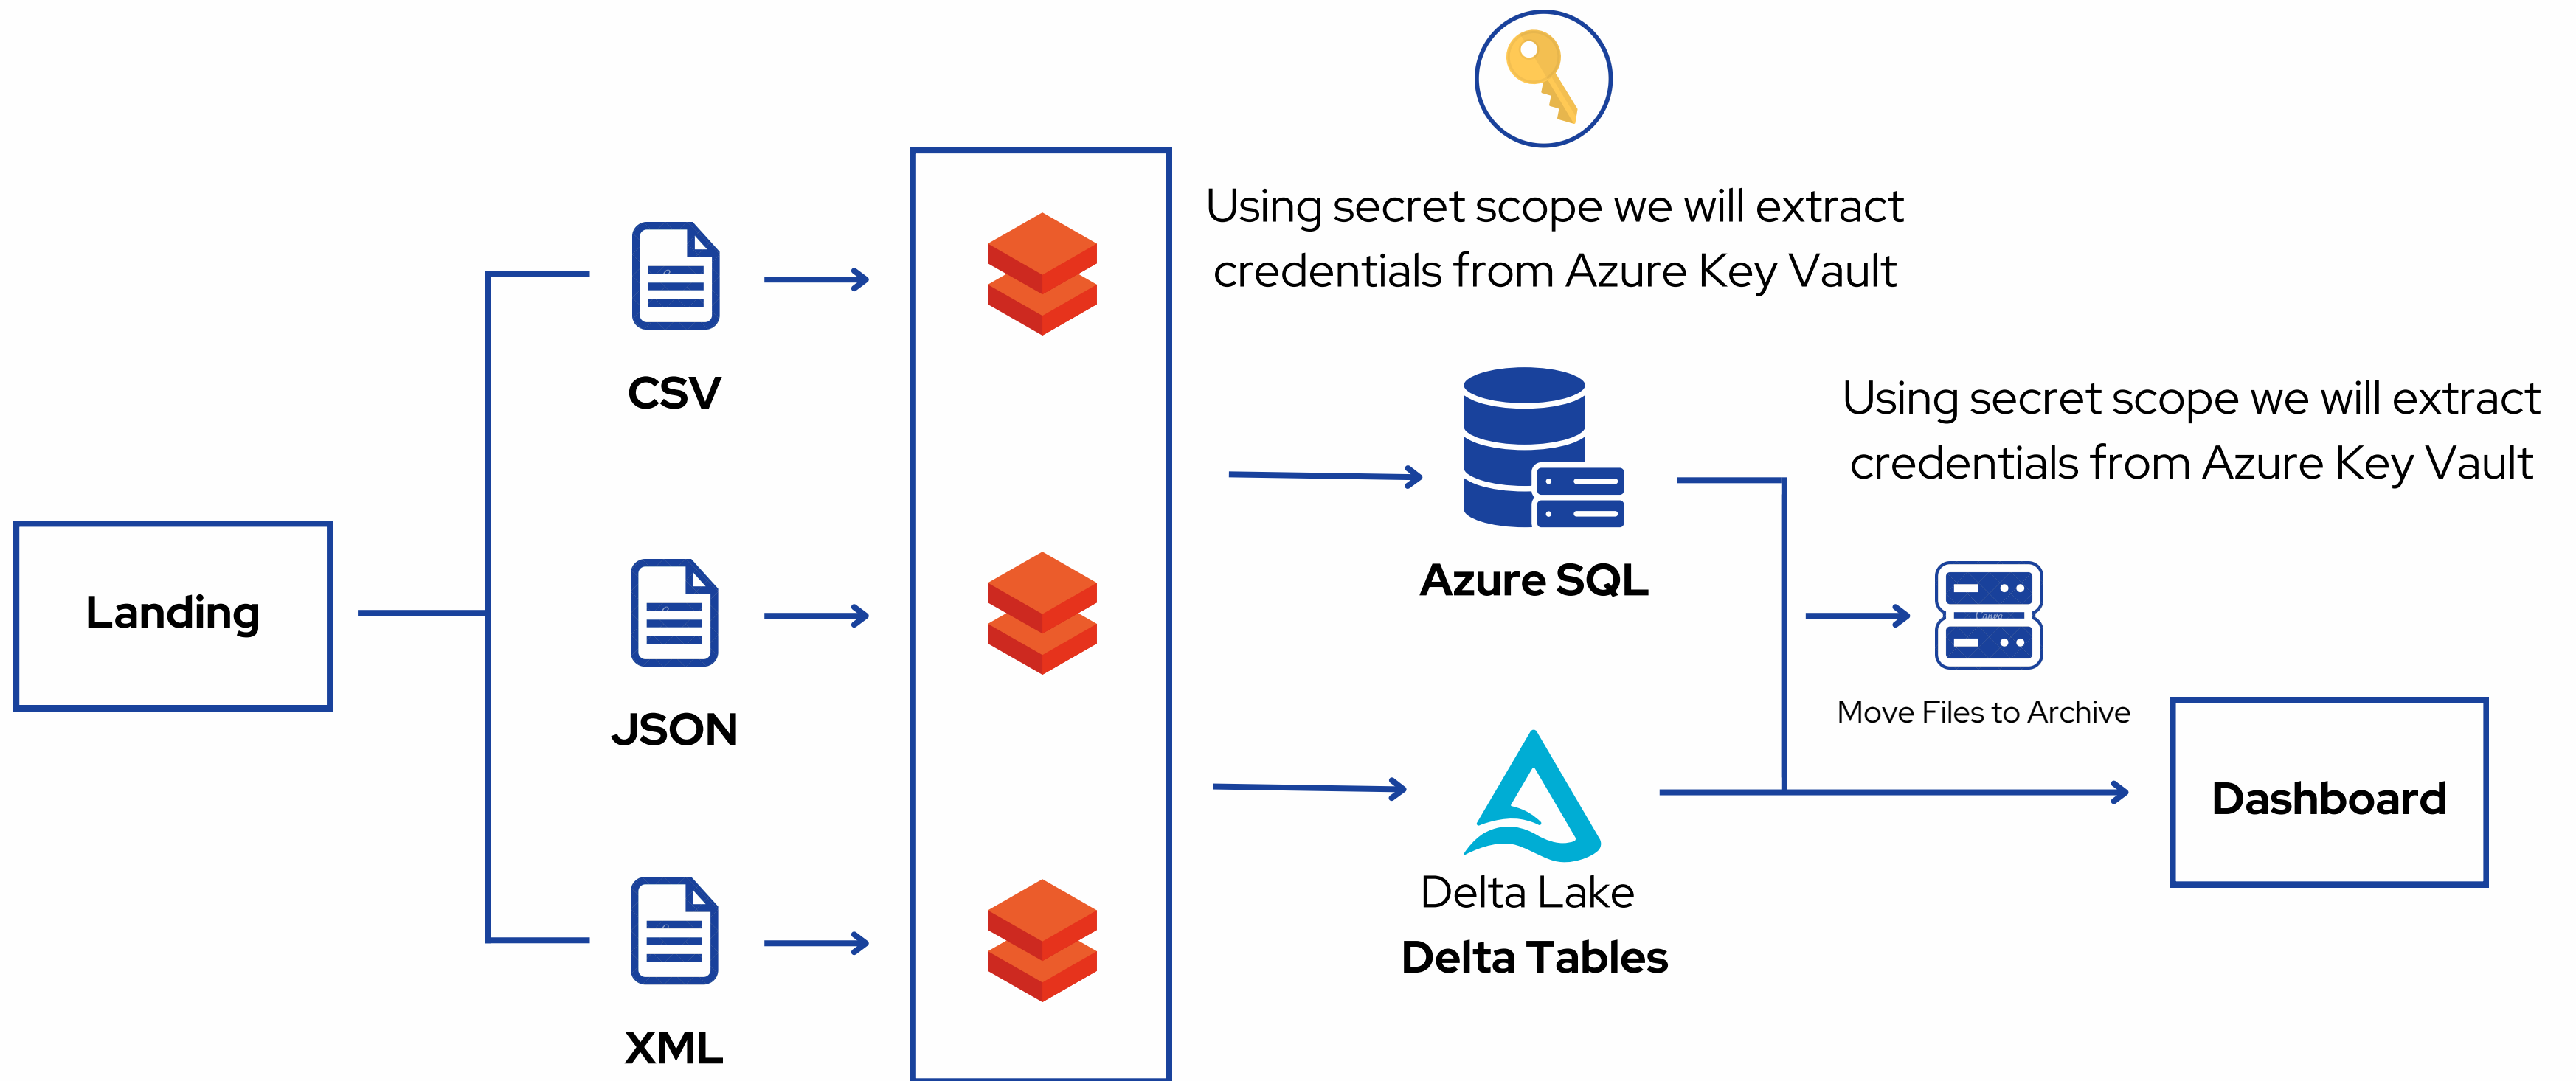 Using secret scope we will extract
credentials from Azure Key Vault
CSV
Using secret scope we will extract
credentials from Azure Key Vault
Landing
Azure SQL
JSON
Canva
Move Files to Archive
Dashboard
Delta Lake
Delta Tables
XML